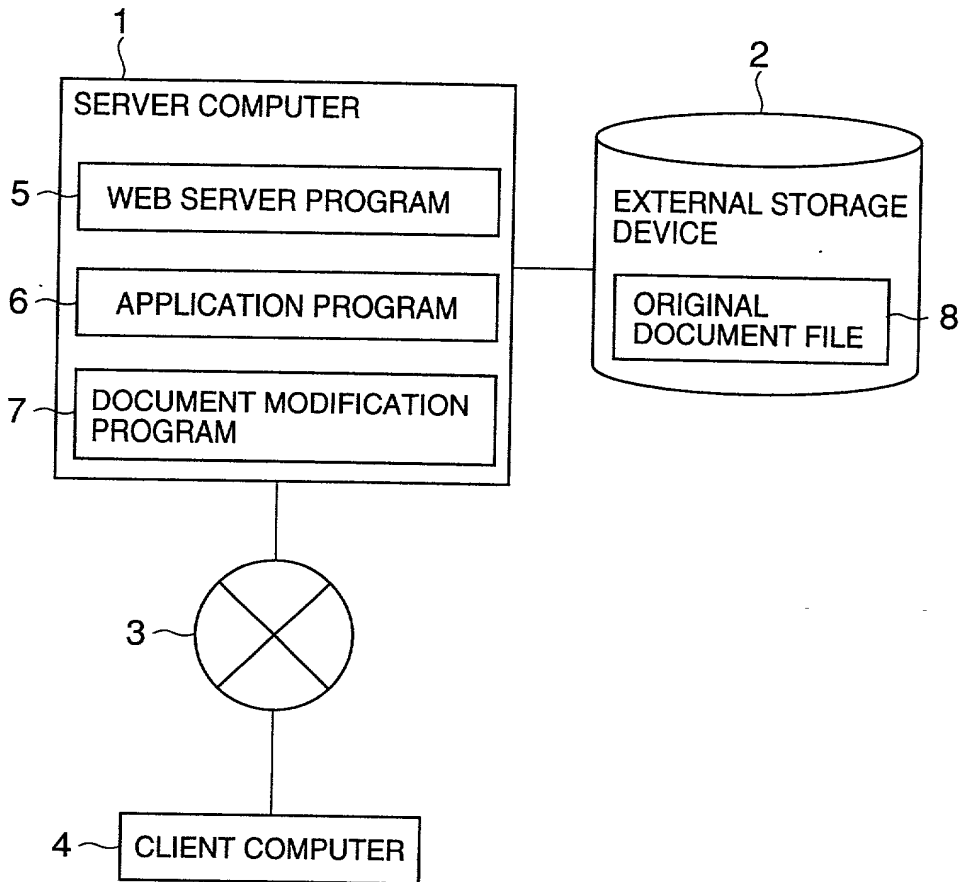 1
SERVER COMPUTER
5
WEB SERVER PROGRAM
6
APPLICATION PROGRAM
7
DOCUMENT MODIFICATION
PROGRAM
2
EXTERNAL STORAGE
DEVICE
ORIGINAL
DOCUMENT FILE
8
3
4
CLIENT COMPUTER